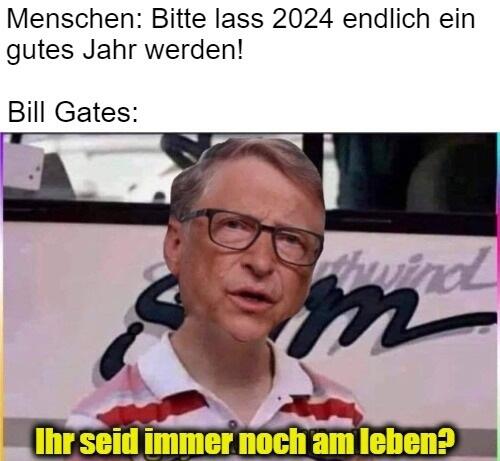 Menschen: Bitte lass 2024 endlich ein
gutes Jahr werden!
Bill Gates:
Ihr seid immer noch am leben?